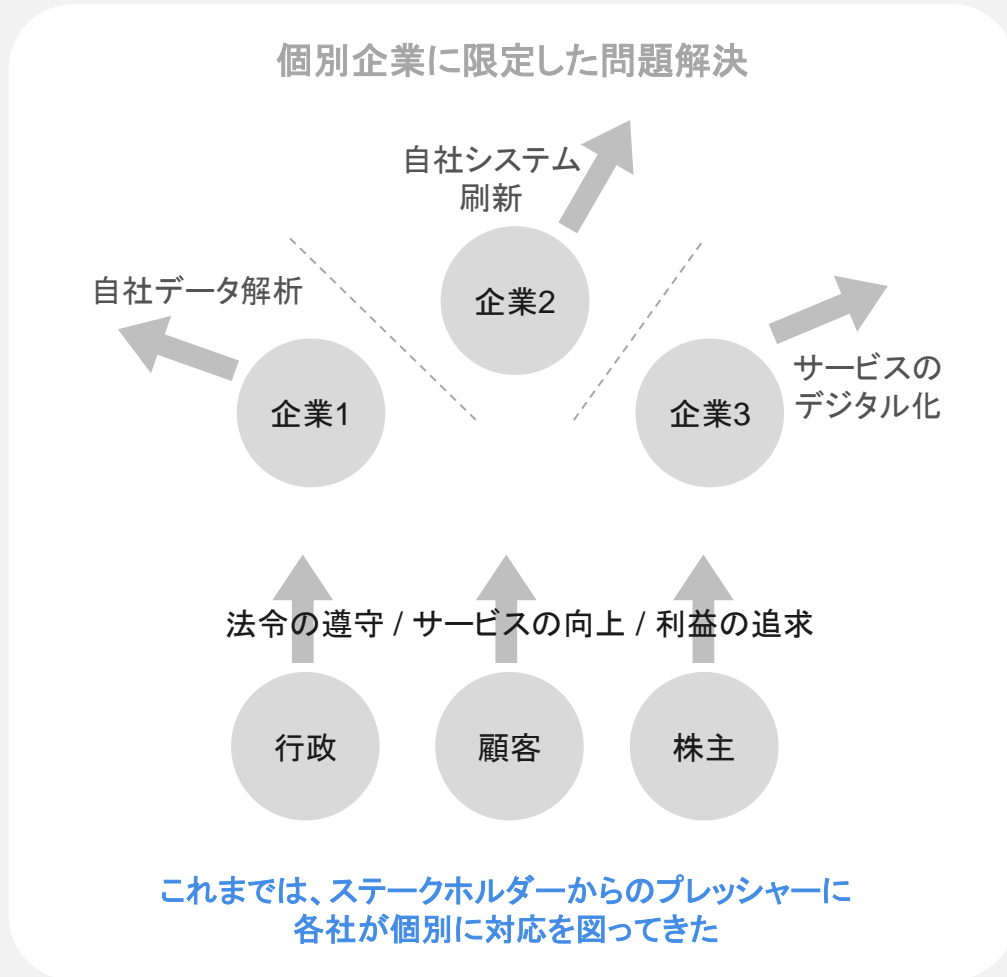 個別企業に限定した問題解決
自社システム
刷新
自社データ解析
企業2
サービスの
デジタル化
企業1
企業3
法令の遵守 / サービスの向上 / 利益の追求
行政
顧客
株主
これまでは、ステークホルダーからのプレッシャーに
各社が個別に対応を図ってきた